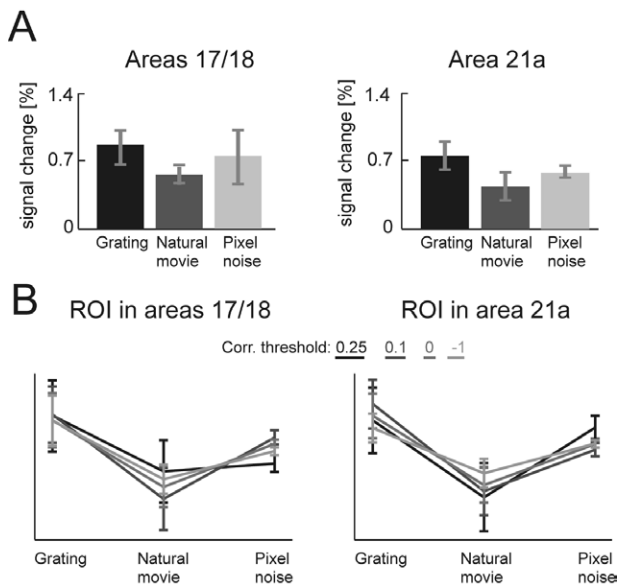 A
Areas 17/18
Area 21a
signal change [%]
1.4
0.7
0
Grating
Natural
movie
Pixel
noise
signal change [%]
1.4
0.7
0
Grating
Natural
movie
Pixel
noise
B
ROI in areas 17/18
ROI in area 21a
Corr. threshold: 0.25 0.1 0 -1
Grating
Natural
movie
Pixel
noise
Grating
Natural
movie
Pixel
noise